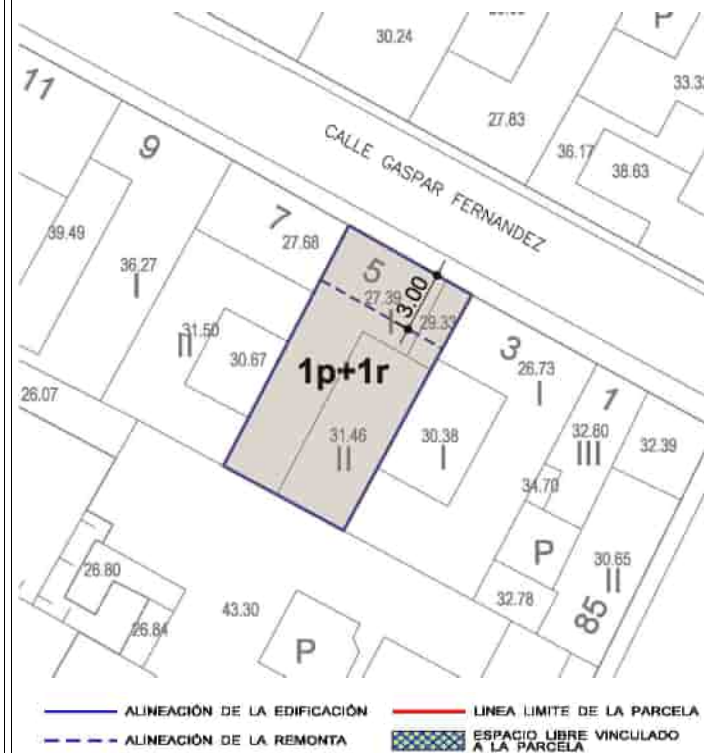 30.24
P
33.33
11
27.83
CALLE GASPAR FERNANDEZ
9
36.17
38.63
39.49
7
27.68
36.27
I
5
27.39
I
3.00
29.33
3
26.73
I
31.50
II
30.67
1p+1r
1
32.80
III
32.39
26.07
31.46
II
30.38
I
34.70
P
30.65
II
26.80
32.78
85
43.30
26.84
P
ALINEACIÓN DE LA EDIFICACIÓN
LINEA LIMITE DE LA PARCELA
ALINEACIÓN DE LA REMONTA
ESPACIO LIBRE VINCULADO
A LA PARCELA